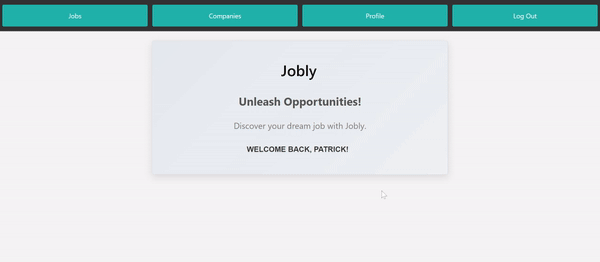 Jobs
Companies
Profile
Log Out
Jobly
Unleash Opportunities!
Discover your dream job with Jobly.
WELCOME BACK, PATRICK!